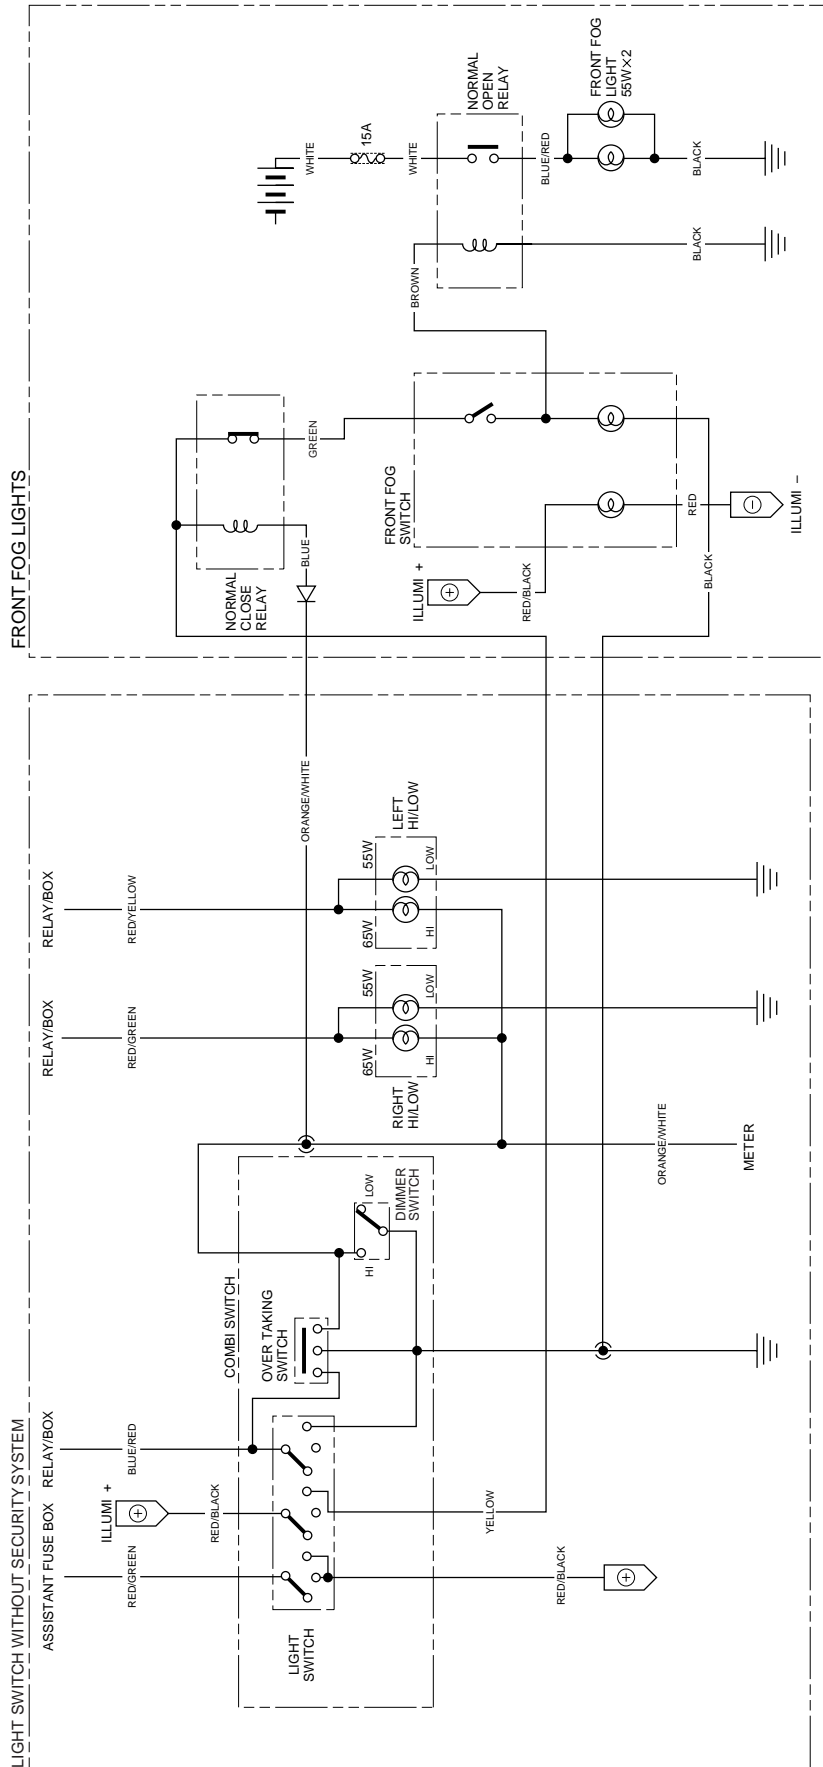 FRONT FOG LIGHTS
WHITE
15A
WHITE
NORMAL
OPEN
RELAY
BLUE/RED
FRONT FOG
LIGHT
55W×2
BLACK
BROWN
BLACK
GREEN
FRONT FOG
SWITCH
BLUE
NORMAL
CLOSE
RELAY
ILLUMI +
RED/BLACK
RED
ILLUMI −
BLACK
LIGHT SWITCH WITHOUT SECURITY SYSTEM
ORANGE/WHITE
RELAY/BOX
RED/YELLOW
55W
65W
LOW
HI
LEFT
HI/LOW
RELAY/BOX
RED/GREEN
55W
65W
LOW
HI
RIGHT
HI/LOW
ORANGE/WHITE
METER
COMBI SWITCH
LOW
HI
DIMMER
SWITCH
OVER TAKING
SWITCH
RELAY/BOX
BLUE/RED
ILLUMI +
RED/BLACK
YELLOW
ASSISTANT FUSE BOX
RED/GREEN
LIGHT
SWITCH
RED/BLACK